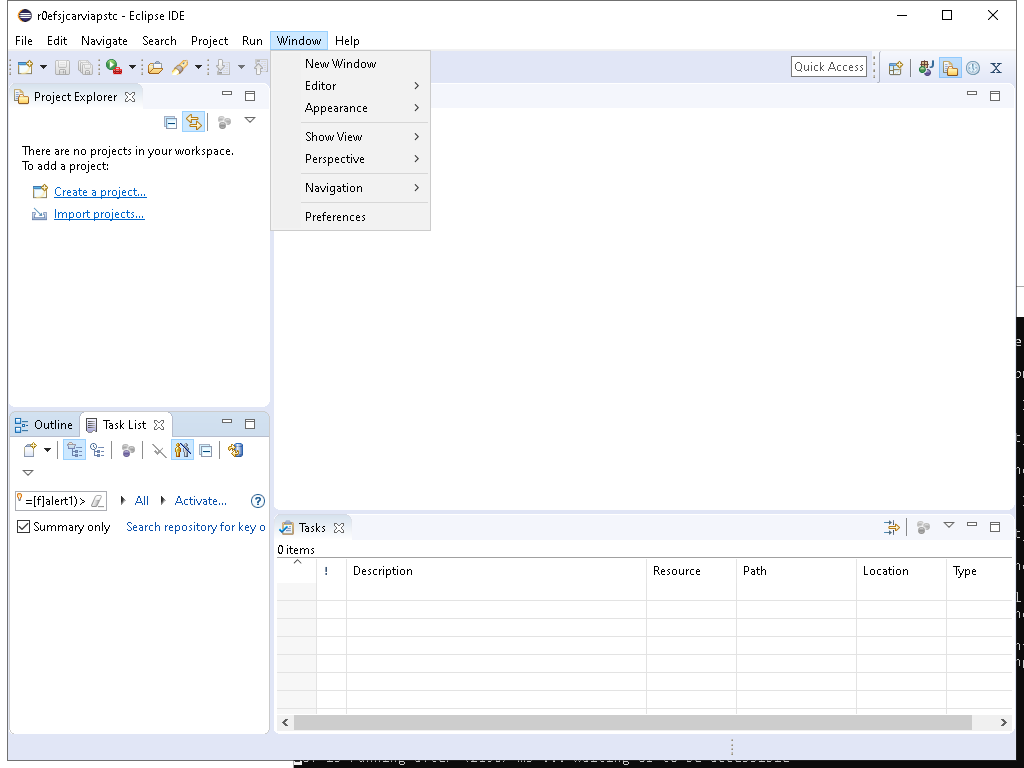 r0efsjcarviapstc - Eclipse IDE
File Edit Navigate Search Project Run Window Help
New Window
Editor
Appearance
Show View
Perspective
Navigation
Preferences
Quick Access
Project Explorer
There are no projects in your workspace.
To add a project:
Create a project...
Import projects...
Outline
Task List
=[f]alert1)>
All
Activate...
Summary only
Search repository for key o
Tasks
0 items
! Description Resource Path Location Type